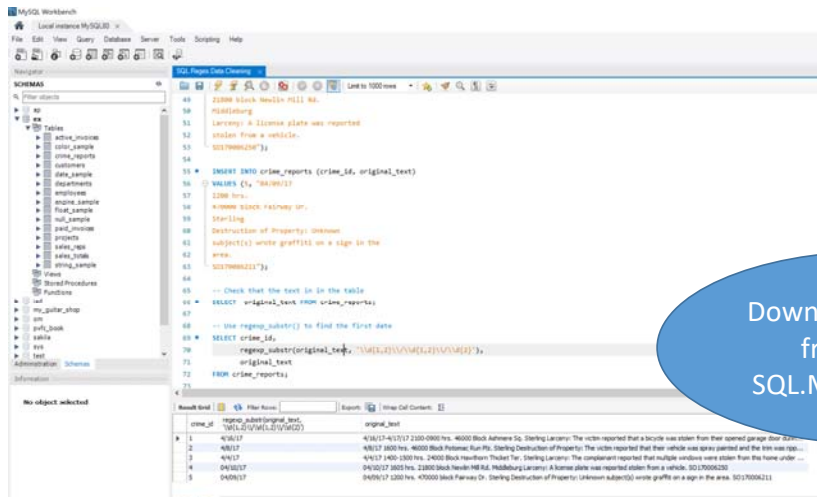 MySQL Workbench
Local instance MySQL80
File Edit View Query Database Server Tools Scripting Help
Navigator
SCHEMAS
Filter objects
ap
ex
Tables
active_invoices
color_sample
crime_reports
customers
date_sample
departments
employees
engine_sample
float_sample
null_sample
paid_invoices
projects
sales_reps
sales_totals
string_sample
Views
Stored Procedures
Functions
my_guitar_shop
om
pvfc_book
sakila
sys
test
Administration Schemas
Information
No object selected
SQL Regex Data Cleaning
Limit to 1000 rows
49 21800 block Newlin Mill Rd.
50 Middleburg
51 Larceny: A license plate was reported
52 stolen from a vehicle.
53 SO170006250");
54
55 INSERT INTO crime_reports (crime_id, original_text)
56 VALUES (5, "04/09/17
57 1200 hrs.
58 470000 block Fairway Dr.
59 Sterling
60 Destruction of Property: Unknown
61 subject(s) wrote graffiti on a sign in the
62 area.
63 SO170006211");
64
65 -- Check that the text in in the table
66 SELECT original_text FROM crime_reports;
67
68 -- Use regexp_substr() to find the first date
69 SELECT crime_id,
70 regexp_substr(original_text, '\\d{1,2}\\/\\d{1,2}\\/\\d{2}'),
71 original_text
72 FROM crime_reports;
73
Result Grid Filter Rows: Export: Wrap Cell Content:
crime_id regexp_substr(original_text, '\\d{1,2}\\/\\d{1,2}\\/\\d{2}') original_text
1 4/16/17 4/16/17-4/17/17 2100-0900 hrs. 46000 Block Ashmere Sq. Sterling Larceny: The victim reported that a bicycle was stolen from their opened garage door
2 4/8/17 4/8/17 1600 hrs. 46000 Block Potomac Run Plz. Sterling Destruction of Property: The victim reported that their vehicle was spray painted and the trim was
3 4/4/17 4/4/17 1400-1500 hrs. 24000 Block Hawthorn Thicket Ter. Sterling Larceny: The complainant reported that multiple windows were stolen from this home under ...
4 04/10/17 04/10/17 1605 hrs. 21800 block Newlin Mill Rd. Middleburg Larceny: A license plate was reported stolen from a vehicle. SO170006250
5 04/09/17 04/09/17 1200 hrs. 470000 block Fairway Dr. Sterling Destruction of Property: Unknown subject(s) wrote graffiti on a sign in the area. SO170006211
Down
fr
SQL.M